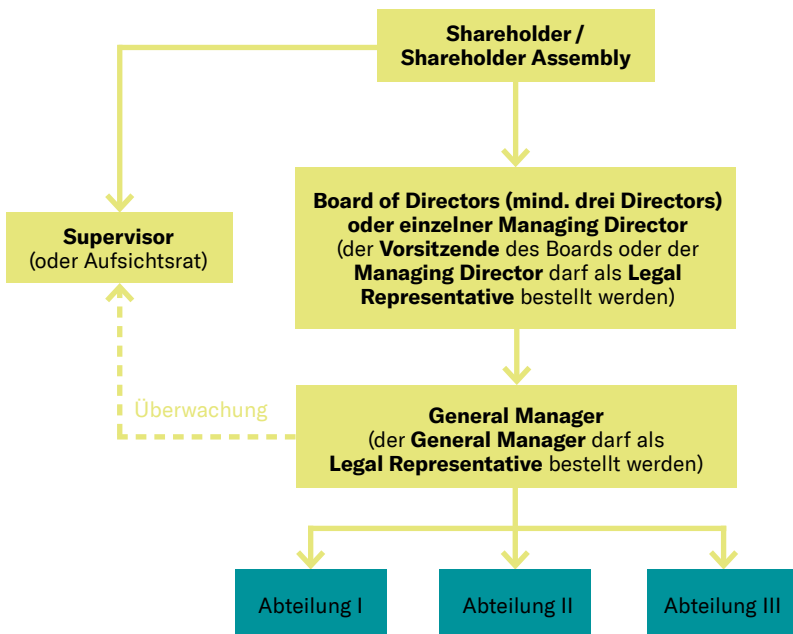 Shareholder /
Shareholder Assembly
Board of Directors (mind. drei Directors)
oder einzelner Managing Director
(der Vorsitzende des Boards oder der
Managing Director darf als Legal
Representative bestellt werden)
Supervisor
(oder Aufsichtsrat)
Überwachung
General Manager
(der General Manager darf als
Legal Representative bestellt werden)
Abteilung I
Abteilung II
Abteilung III